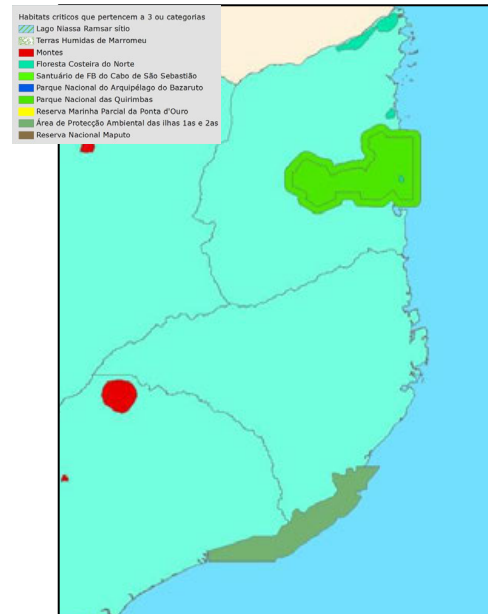 Habitats criticos que pertencem a 3 ou categorias
Lago Niassa Ramsar sítio
Terras Humidas de Marromeu
Montes
Floresta Costeira do Norte
Santuário de FB do Cabo de São Sebastião
Parque Nacional do Arquipélago do Bazaruto
Parque Nacional das Quirimbas
Reserva Marinha Parcial da Ponta d'Ouro
Área de Protecção Ambiental das ilhas 1as e 2as
Reserva Nacional Maputo